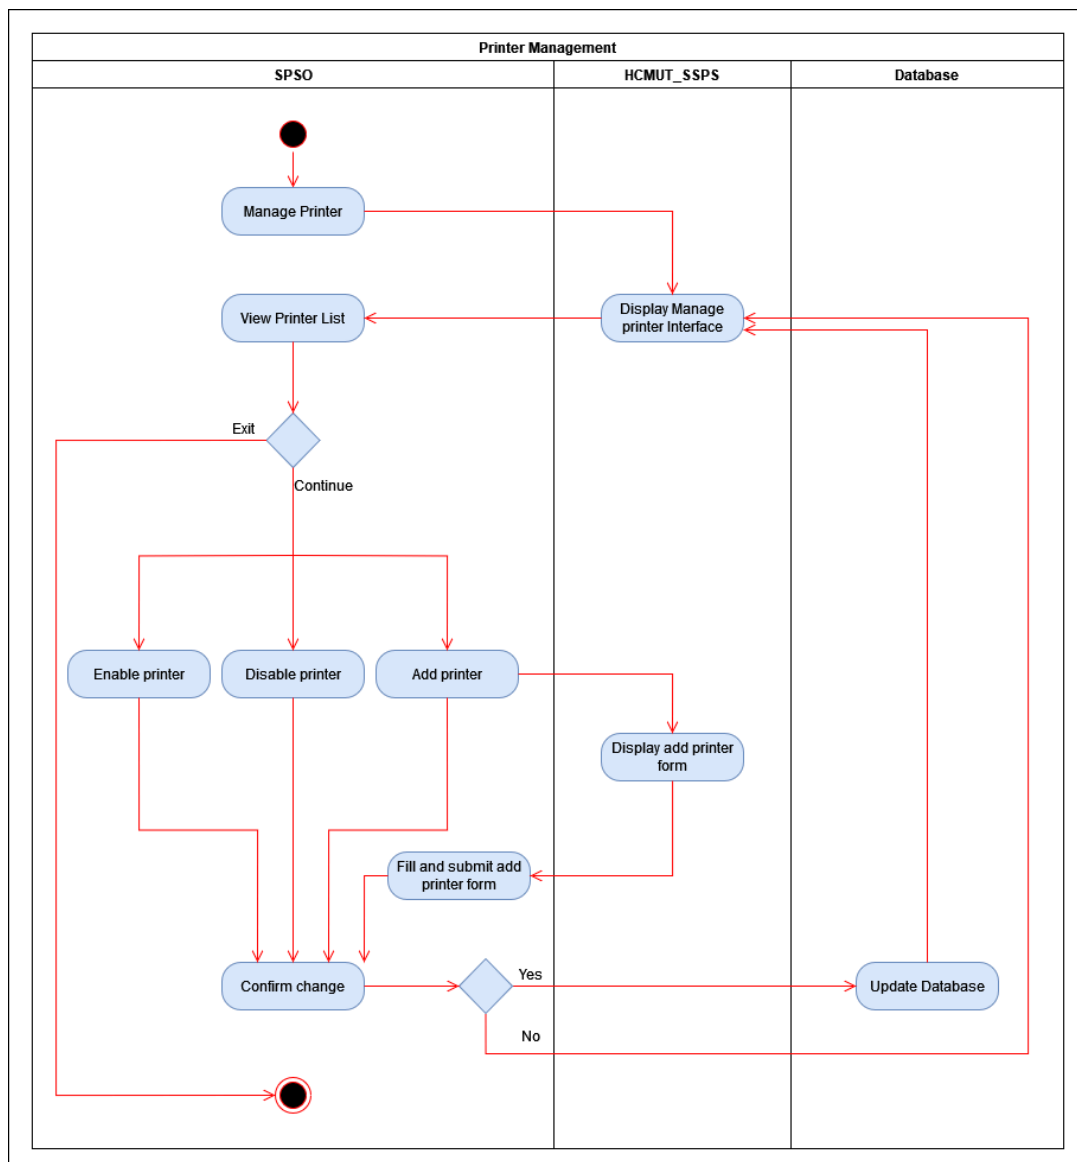 Printer Management
SPSO
HCMUT_SSPS
Database
Manage Printer
View Printer List
Display Manage
printer Interface
Exit
Continue
Enable printer
Disable printer
Add printer
Display add printer
form
Fill and submit add
printer form
Confirm change
Yes
Update Database
No